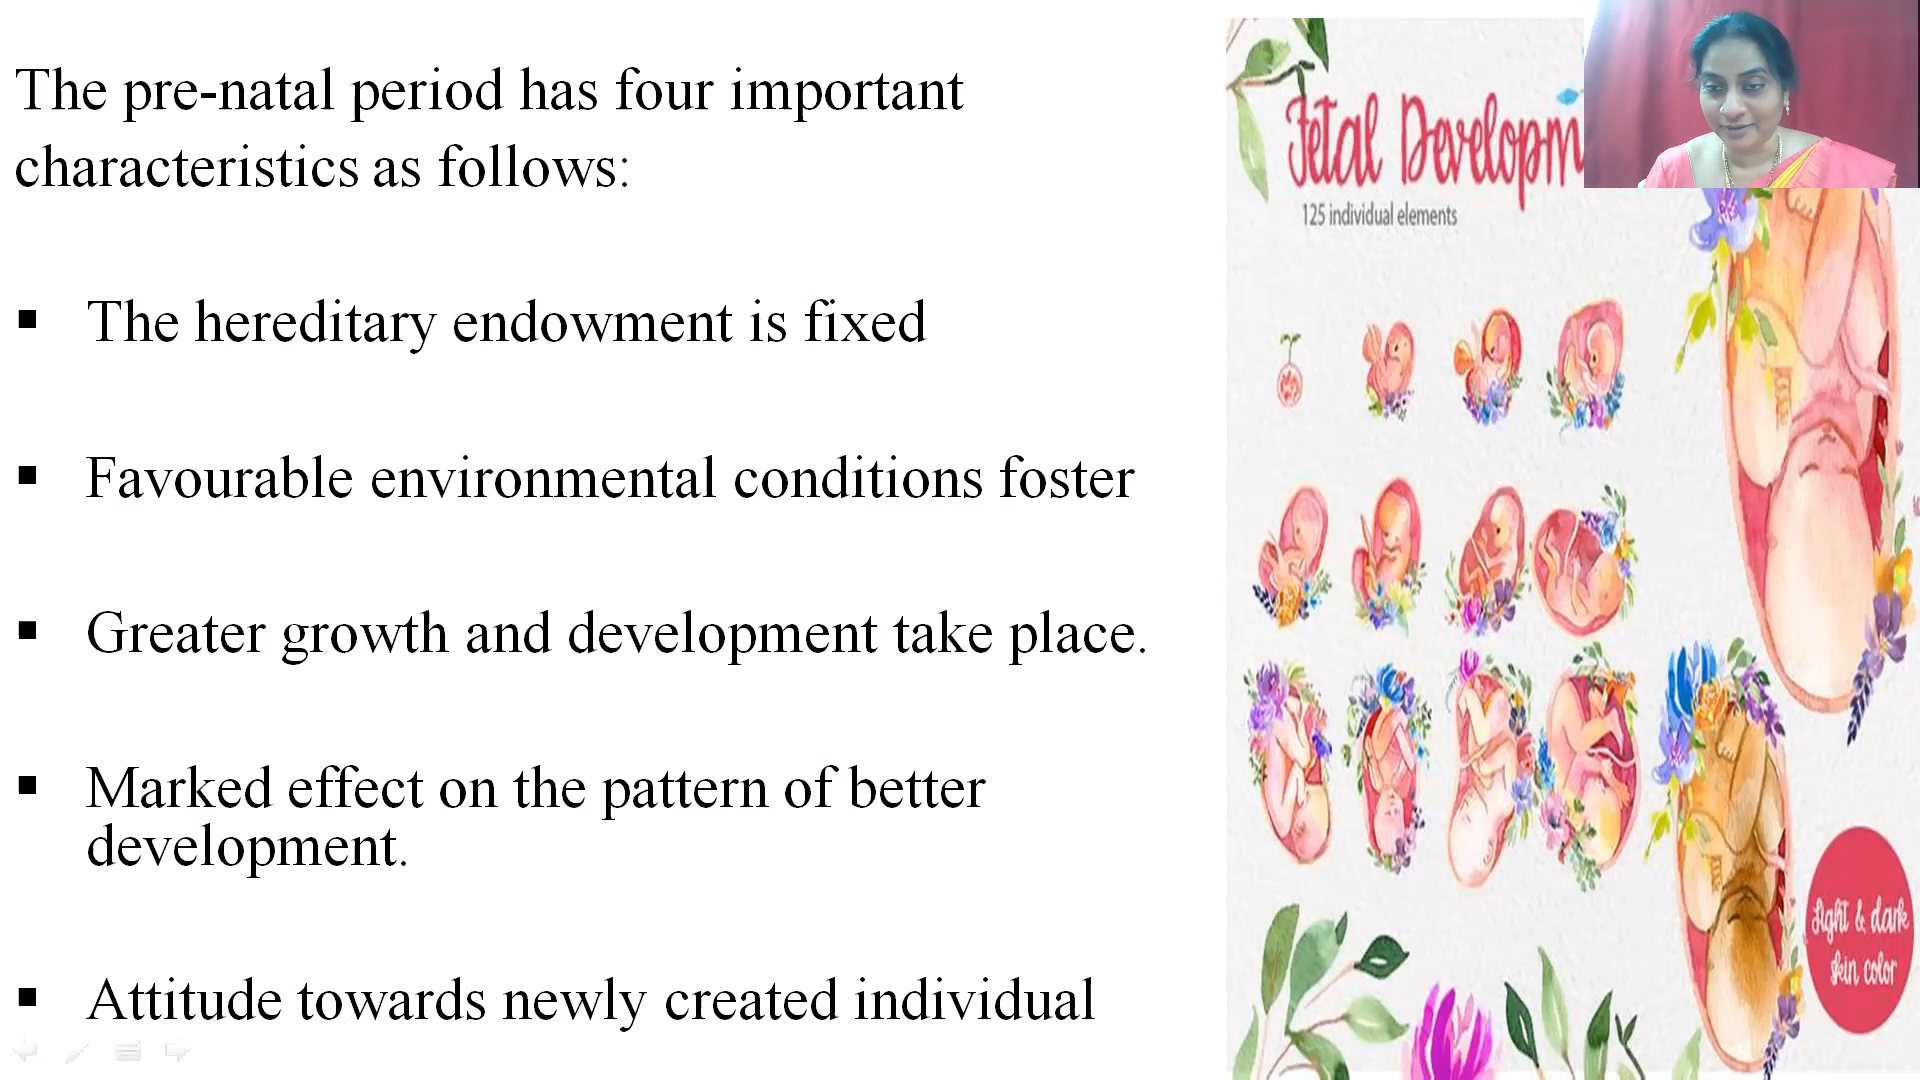 The pre-natal period has four important
characteristics as follows:
▪ The hereditary endowment is fixed
▪ Favourable environmental conditions foster
▪ Greater growth and development take place.
▪ Marked effect on the pattern of better
development.
▪ Attitude towards newly created individual
Fetal Developm
125 individual elements
light & dark
skin color